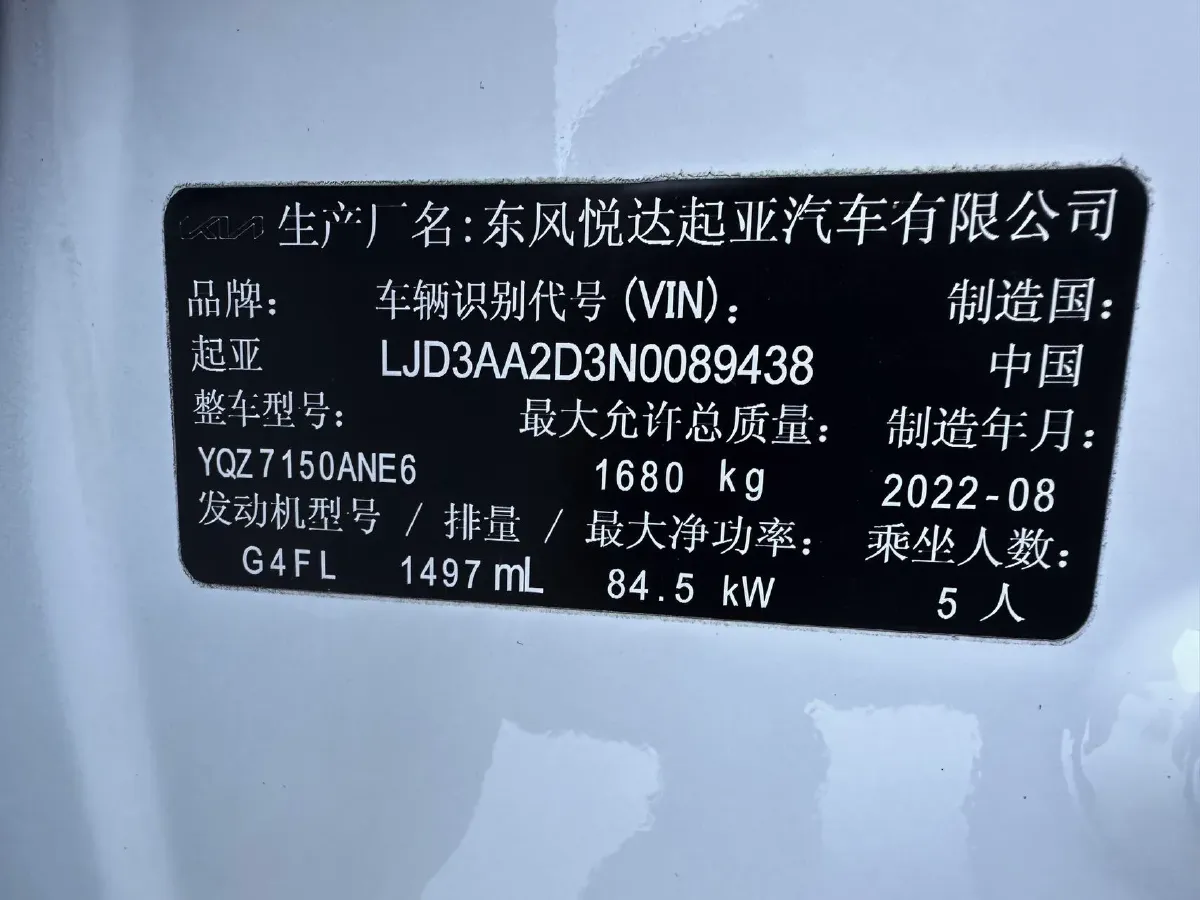 KIA 生产厂名:东风悦达起亚汽车有限公司
品牌: 车辆识别代号(VIN): 制造国:
起亚 LJD3AA2D3N0089438 中国
整车型号: 最大允许总质量: 制造年月:
YQZ7150ANE6 1680 kg 2022-08
发动机型号 / 排量 / 最大净功率: 乘坐人数:
G4FL 1497 mL 84.5 kW 5 人